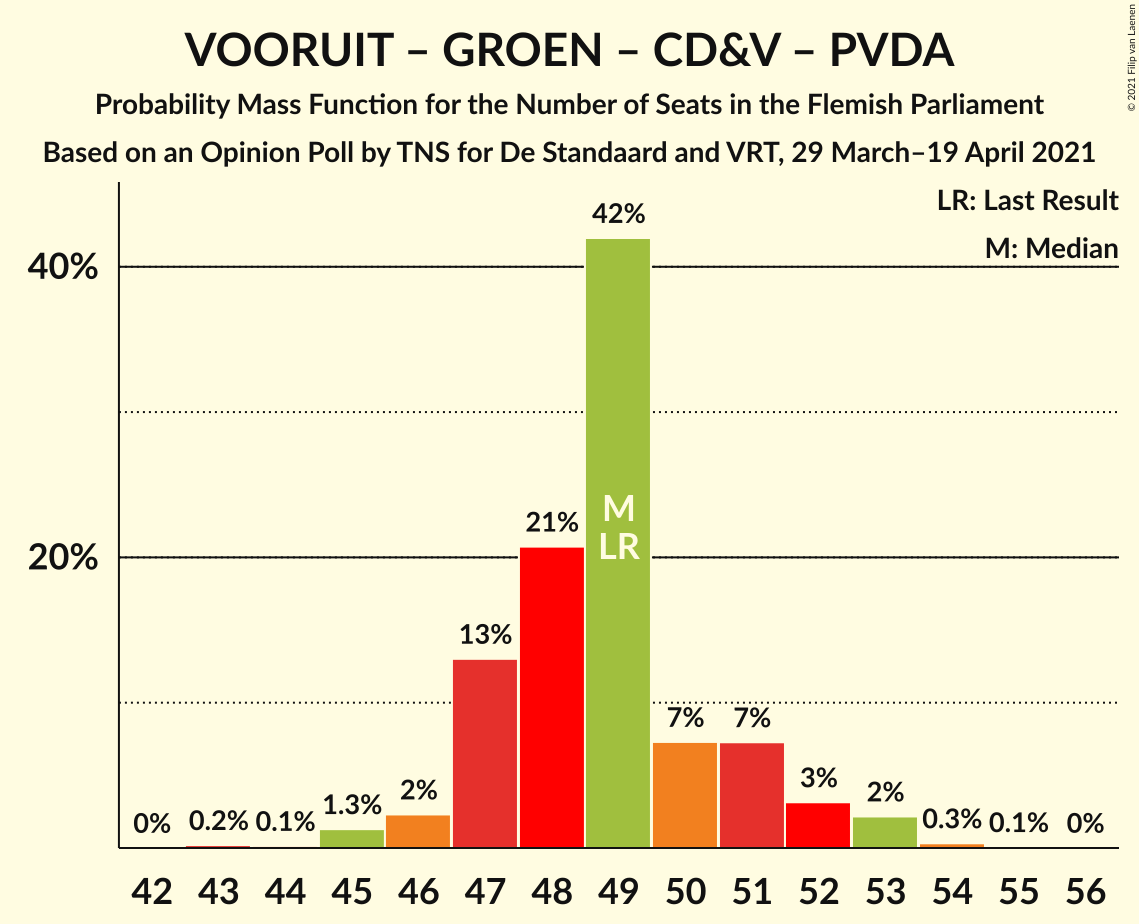 VOORUIT – GROEN – CD&V – PVDA
Probability Mass Function for the Number of Seats in the Flemish Parliament
Based on an Opinion Poll by TNS for De Standaard and VRT, 29 March–19 April 2021
© 2021 Filip van Laenen
LR: Last Result
M: Median
40%
20%
0%
0.2%
0.1%
1.3%
2%
13%
21%
42%
7%
7%
3%
2%
0.3%
0.1%
0%
M
LR
42 43 44 45 46 47 48 49 50 51 52 53 54 55 56